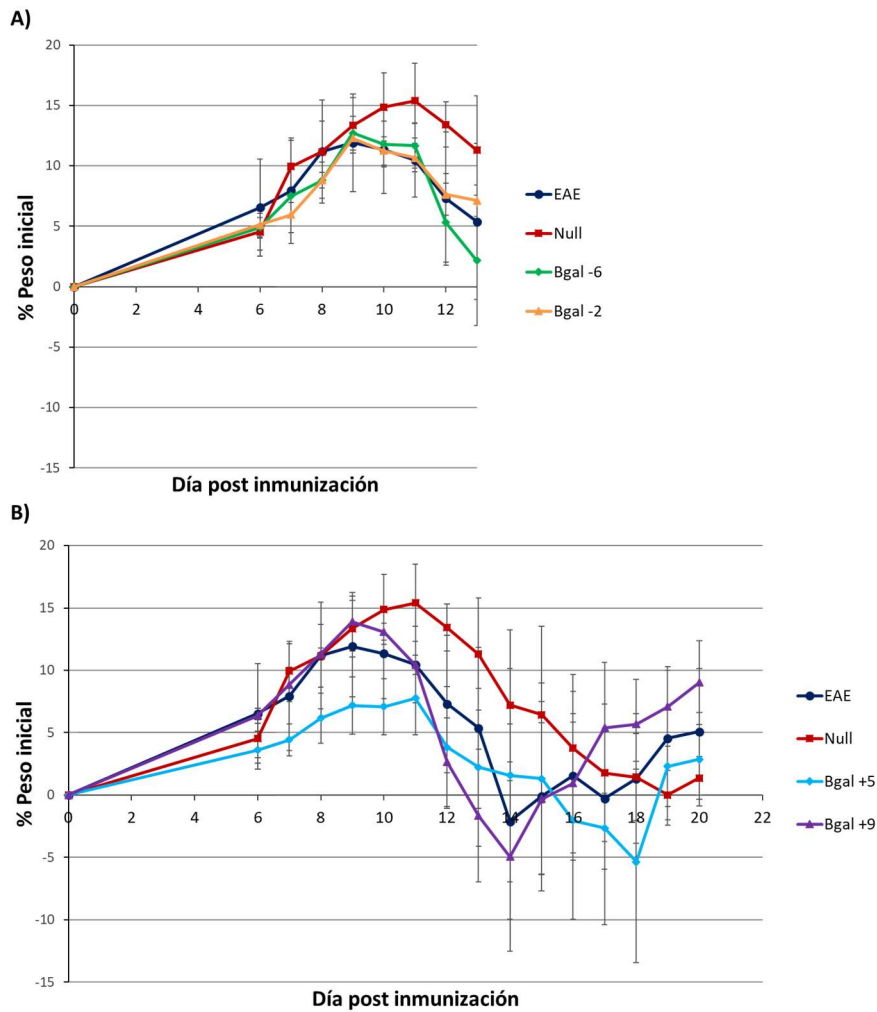 A)
20
15
10
5
0
-5
-10
-15
0 2 4 6 8 10 12
% Peso inicial
Día post inmunización
EAE
Null
Bgal -6
Bgal -2
B)
20
15
10
5
0
-5
-10
-15
0 2 4 6 8 10 12 14 16 18 20 22
% Peso inicial
Día post inmunización
EAE
Null
Bgal +5
Bgal +9